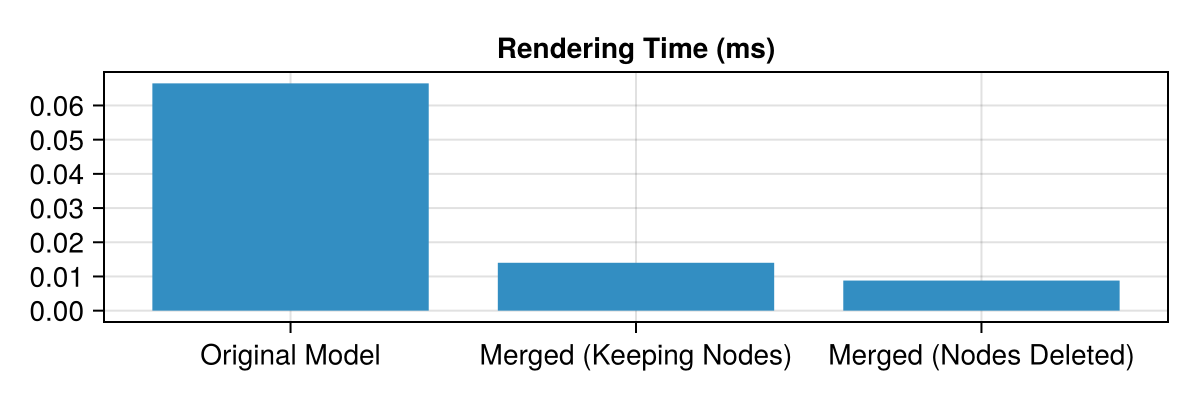 Rendering Time (ms)
0.06
0.05
0.04
0.03
0.02
0.01
0.00
Original Model
Merged (Keeping Nodes)
Merged (Nodes Deleted)